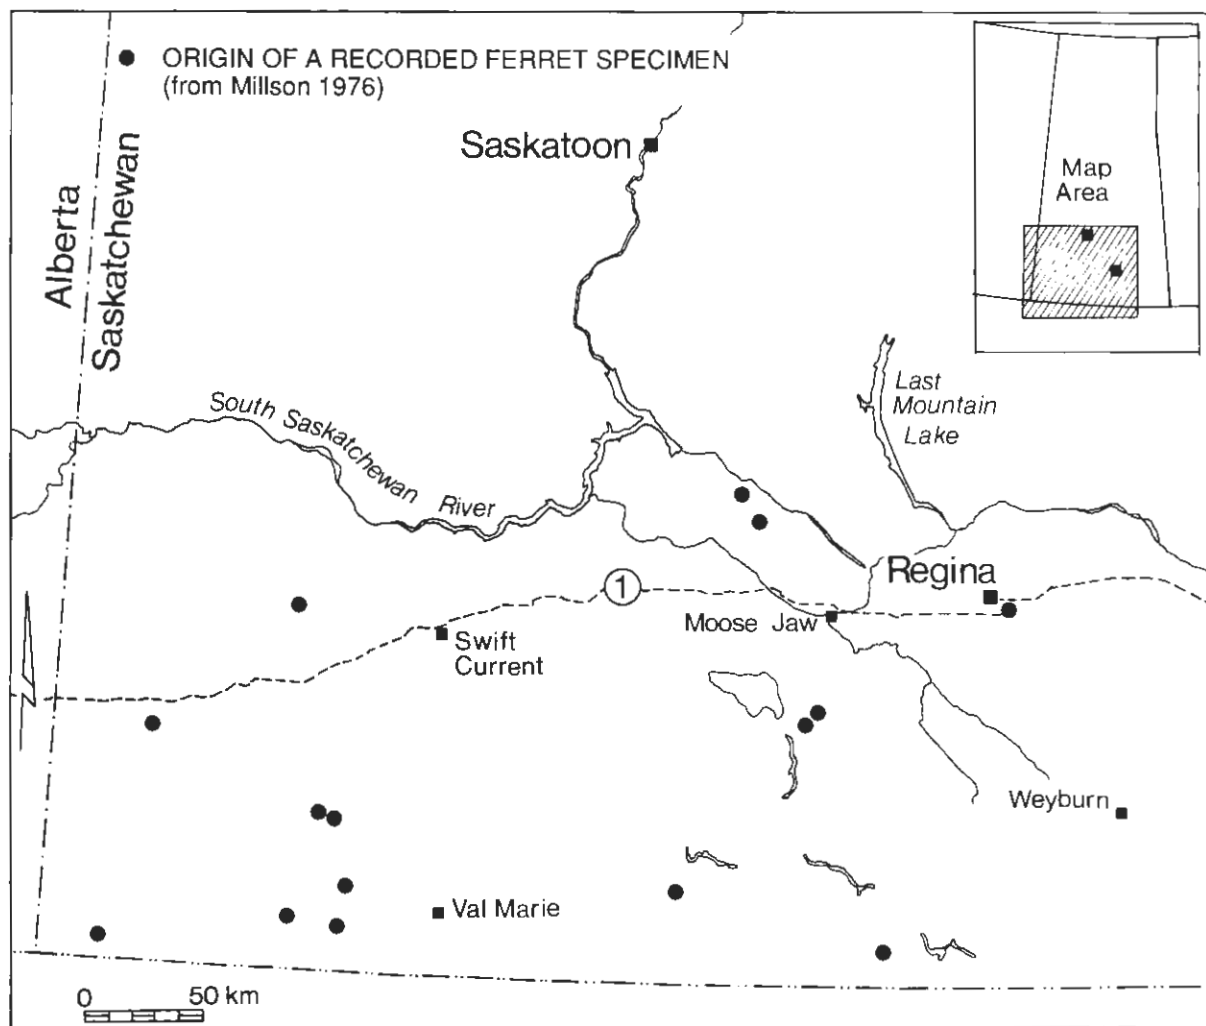 ORIGIN OF A RECORDED FERRET SPECIMEN
(from Millson 1976)
Saskatoon
Map
Area
Alberta
Saskatchewan
South Saskatchewan River
Last
Mountain
Lake
Regina
1
Moose Jaw
Swift
Current
Weyburn
Val Marie
0 50 km